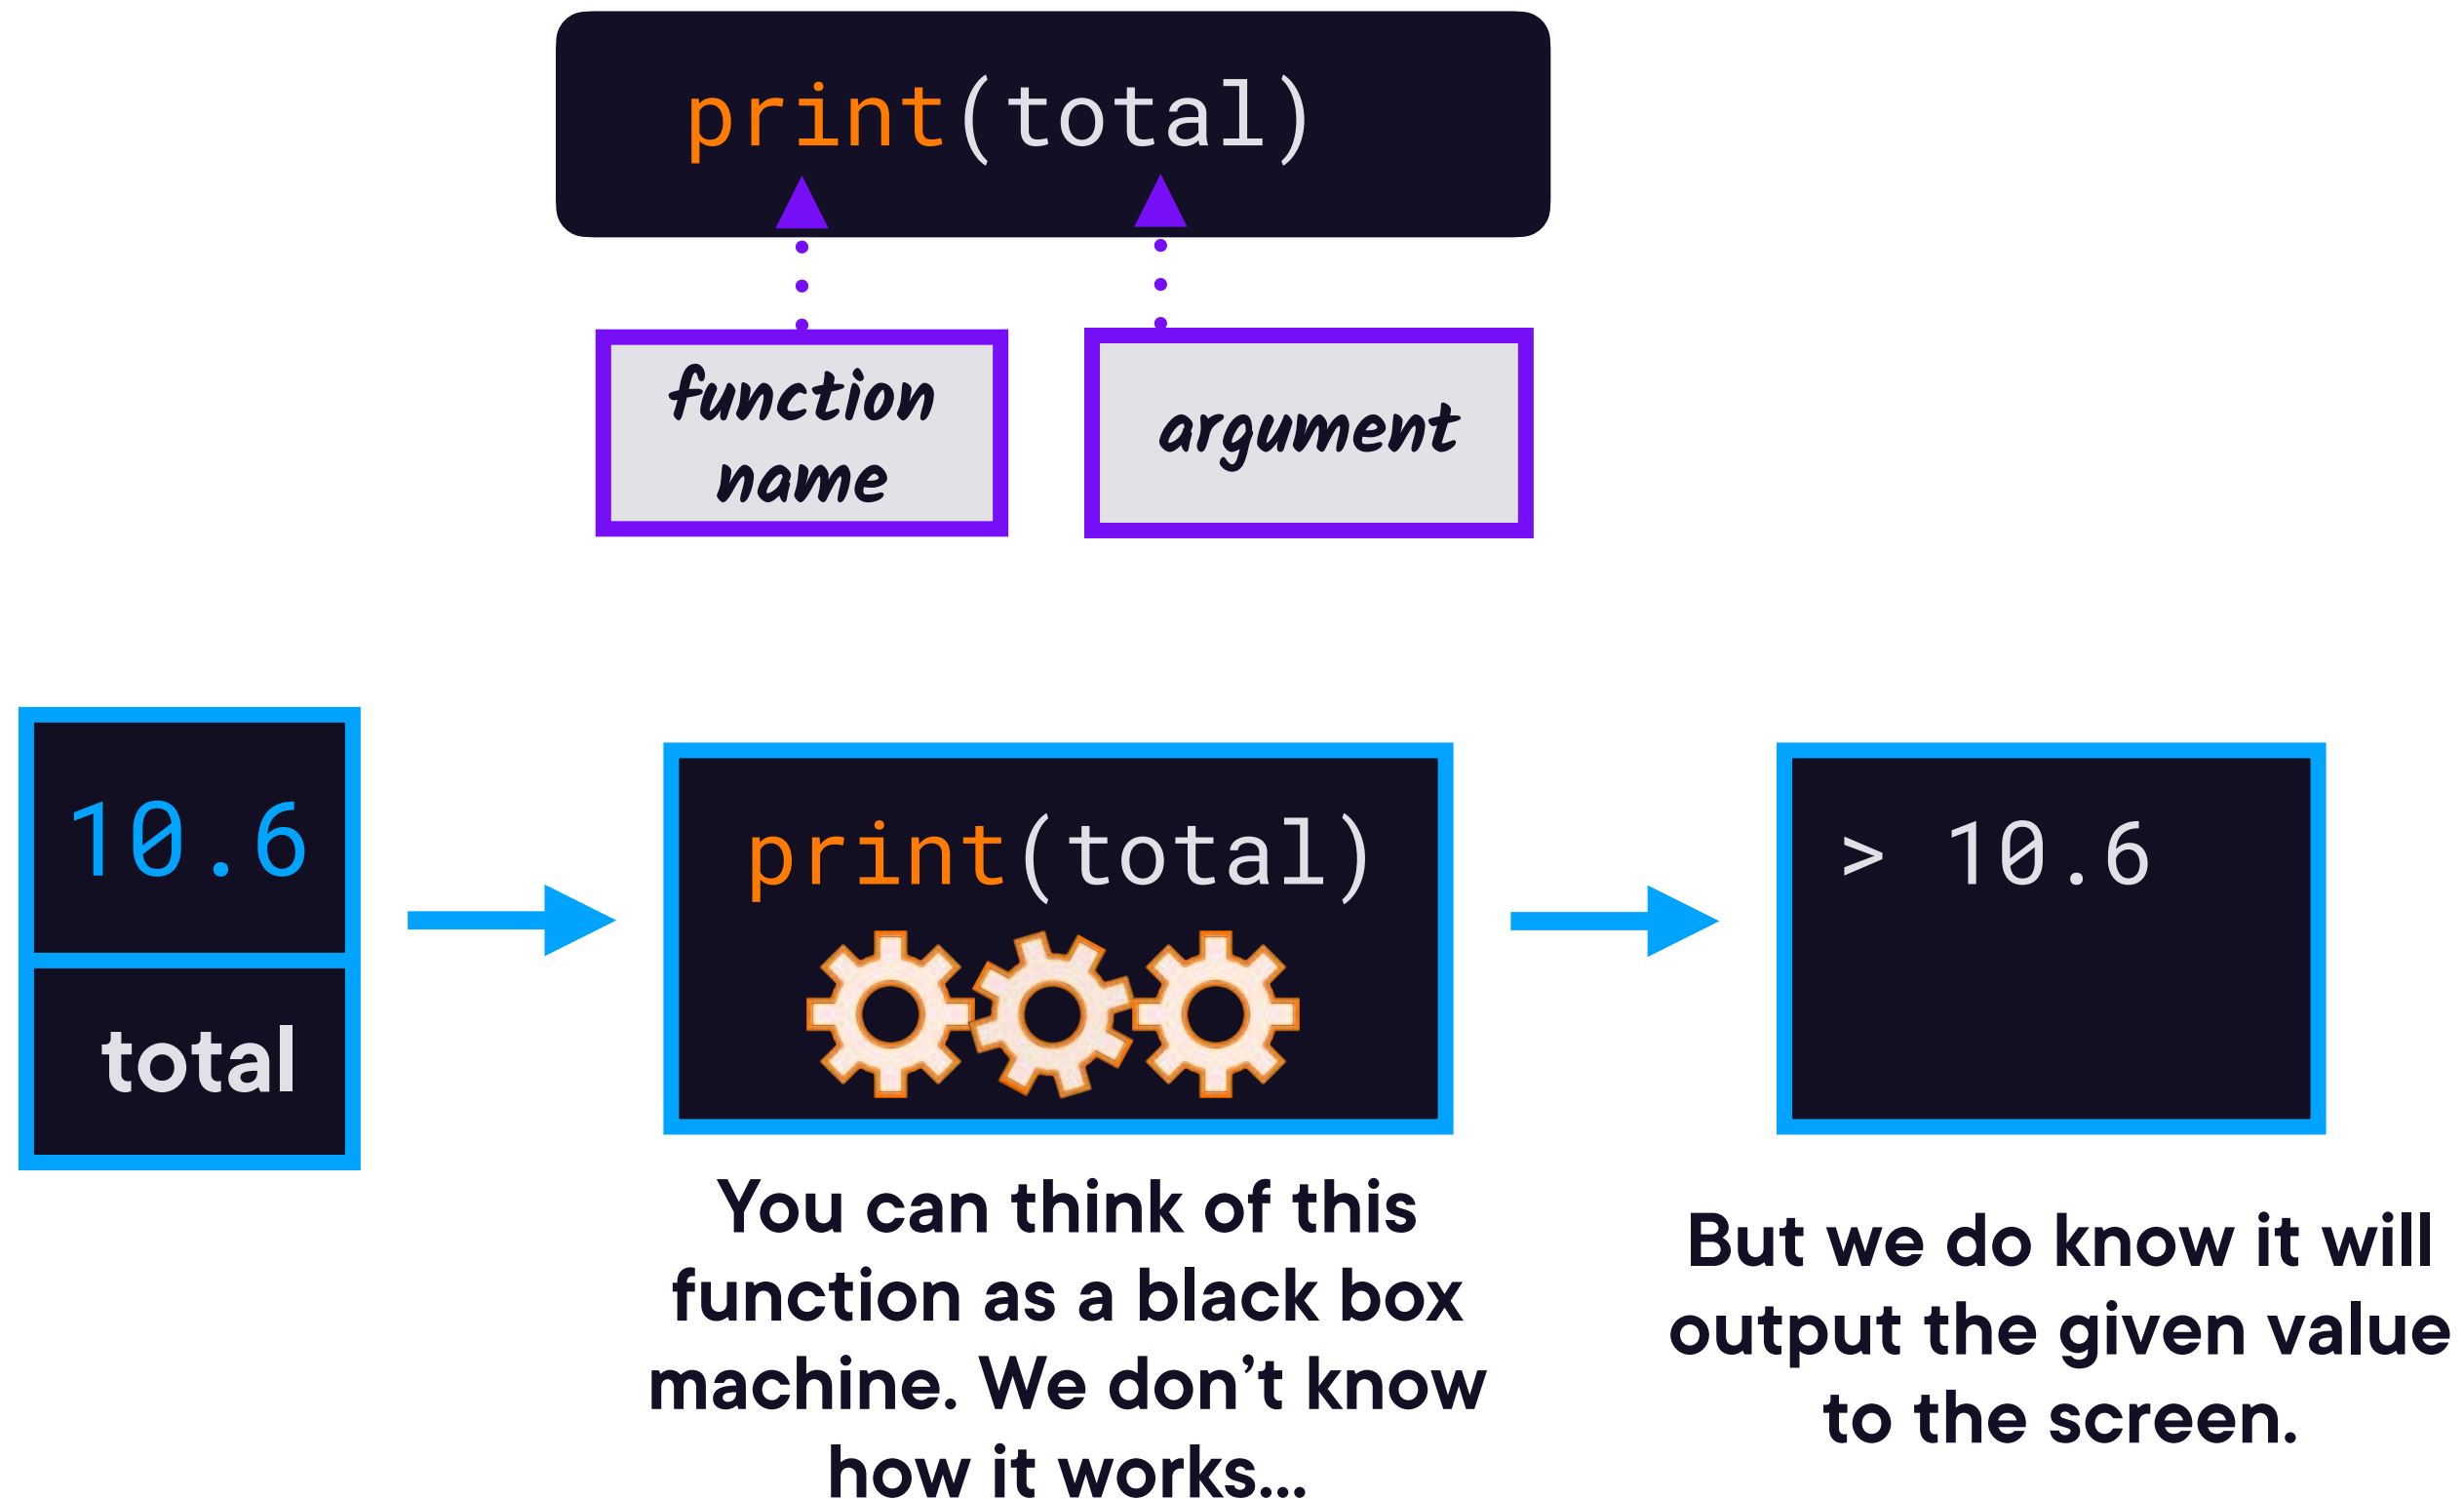 print(total)
function
name
argument
10.6
total
print(total)
> 10.6
You can think of this
function as a black box
machine. We don't know
how it works...
But we do know it will
output the given value
to the screen.